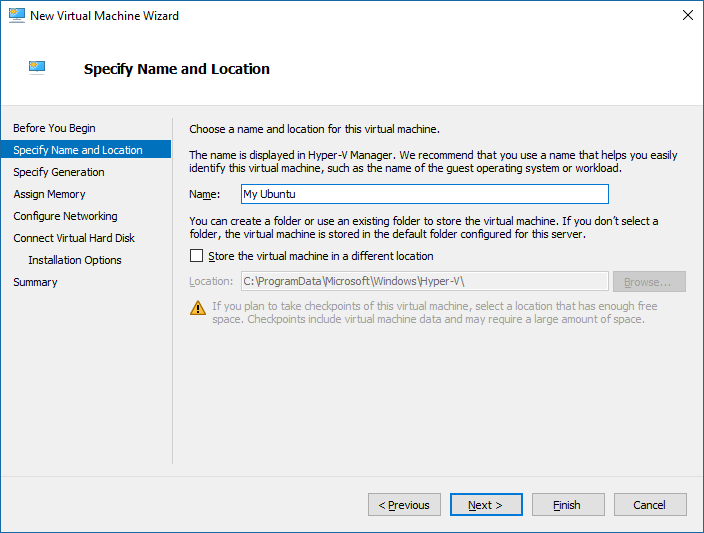 New Virtual Machine Wizard
Specify Name and Location
Before You Begin
Specify Name and Location
Specify Generation
Assign Memory
Configure Networking
Connect Virtual Hard Disk
Installation Options
Summary
Choose a name and location for this virtual machine.
The name is displayed in Hyper-V Manager. We recommend that you use a name that helps you easily
identify this virtual machine, such as the name of the guest operating system or workload.
Name: My Ubuntu
You can create a folder or use an existing folder to store the virtual machine. If you don't select a
folder, the virtual machine is stored in the default folder configured for this server.
Store the virtual machine in a different location
Location: C:\ProgramData\Microsoft\Windows\Hyper-V\ Browse...
If you plan to take checkpoints of this virtual machine, select a location that has enough free
space. Checkpoints include virtual machine data and may require a large amount of space.
< Previous Next > Finish Cancel